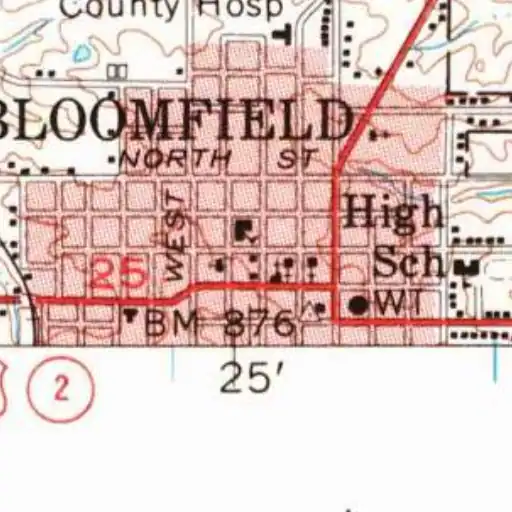 County Hosp
BLOOMFIELD
NORTH ST
WEST
High
Sch
25
WT
BM 876
25'
2